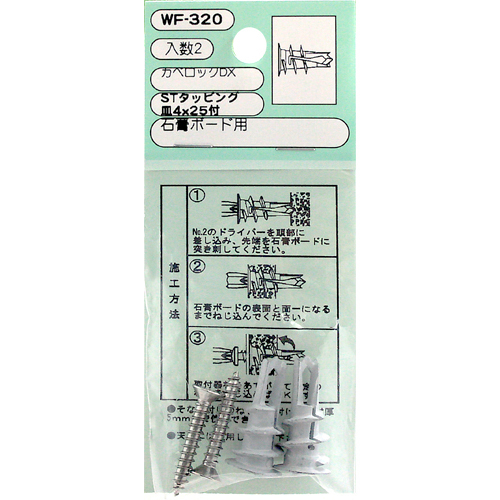 WF-320
入数2
カベロックDX
STタッピング
皿4x25付
石膏ボード用
施工方法
①
No.2のドライバーを頭部に
差し込み、先端を石膏ボードに
突き刺してください。
②
石膏ボードの表面と面一になる
までねじ込んでください。
③
取付器